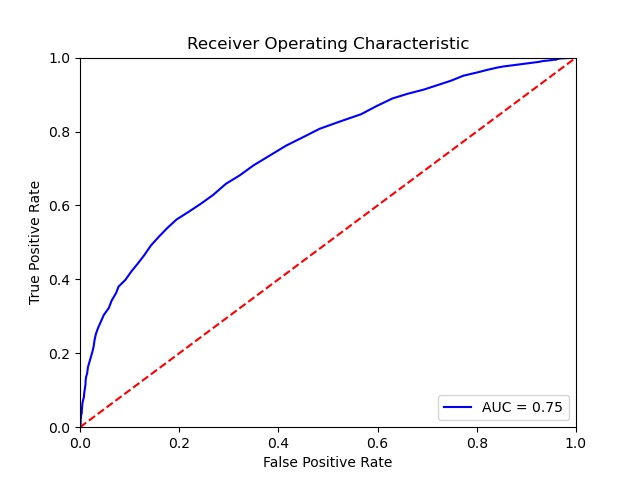 Receiver Operating Characteristic
True Positive Rate
1.0
0.8
0.6
0.4
0.2
0.0
AUC = 0.75
0.0 0.2 0.4 0.6 0.8 1.0
False Positive Rate